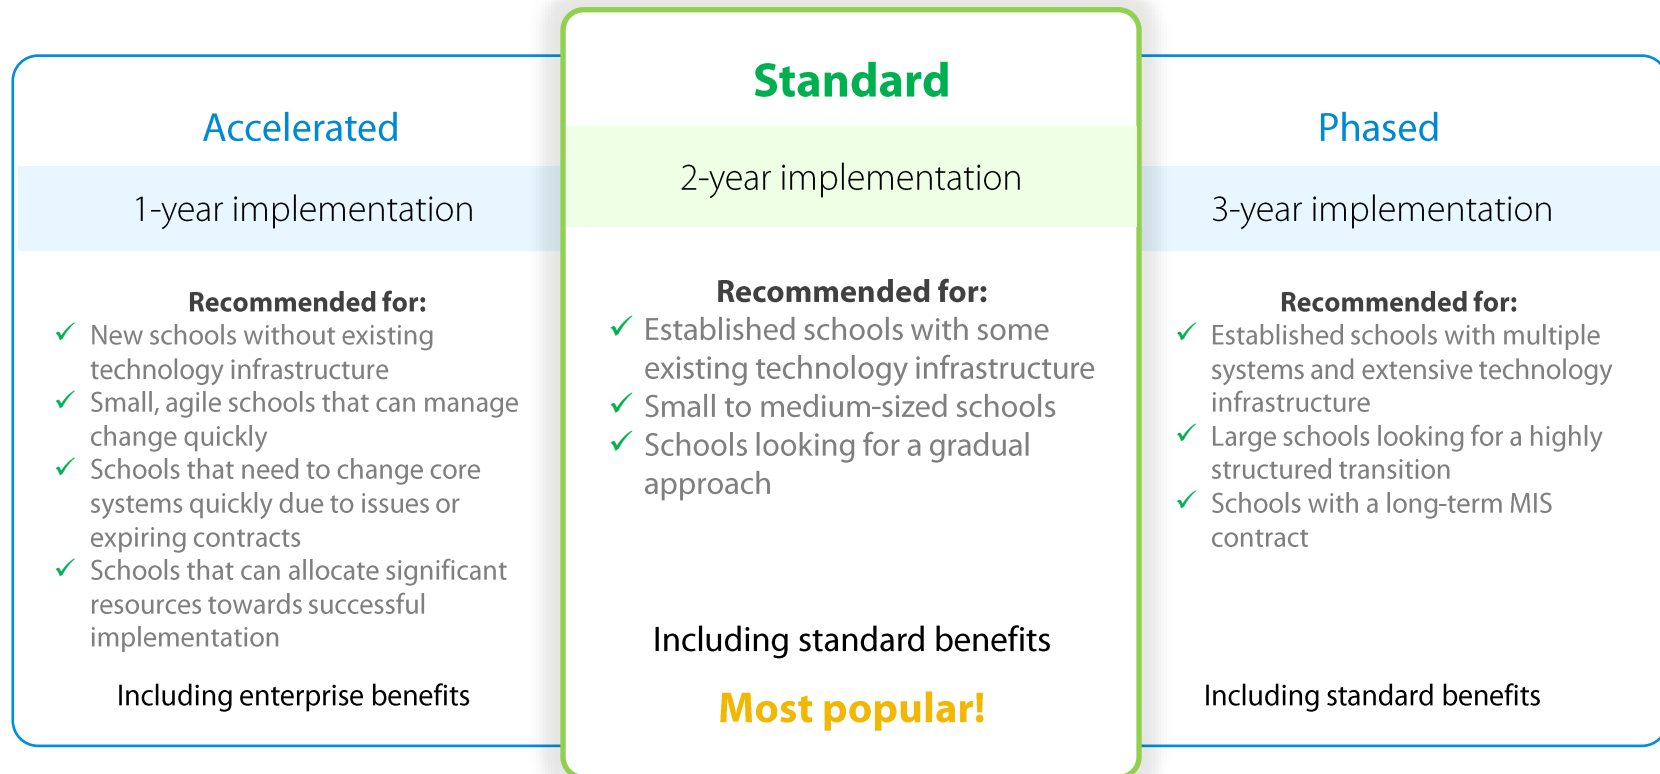 Accelerated
1-year implementation
Recommended for:
New schools without existing
technology infrastructure
Small, agile schools that can manage
change quickly
Schools that need to change core
systems quickly due to issues or
expiring contracts
Schools that can allocate significant
resources towards successful
implementation
Including enterprise benefits
Standard
2-year implementation
Recommended for:
Established schools with some
existing technology infrastructure
Small to medium-sized schools
Schools looking for a gradual
approach
Including standard benefits
Most popular!
Phased
3-year implementation
Recommended for:
Established schools with multiple
systems and extensive technology
infrastructure
Large schools looking for a highly
structured transition
Schools with a long-term MIS
contract
Including standard benefits